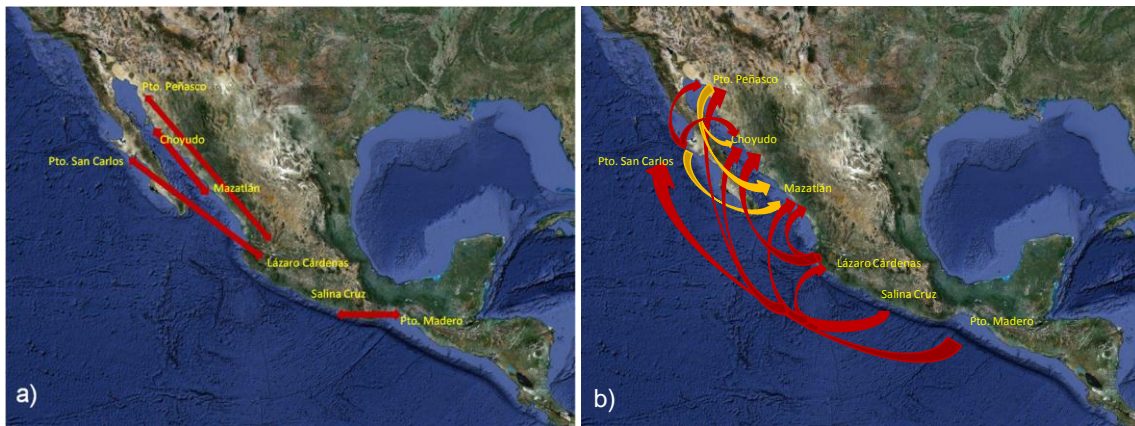 Pto. Peñasco
Choyudo
Pto. San Carlos
Mazatlán
Lázaro Cárdenas
Salina Cruz
Pto. Madero
a)
Pto. Peñasco
Choyudo
Pto. San Carlos
Mazatlán
Lázaro Cárdenas
Salina Cruz
Pto. Madero
b)